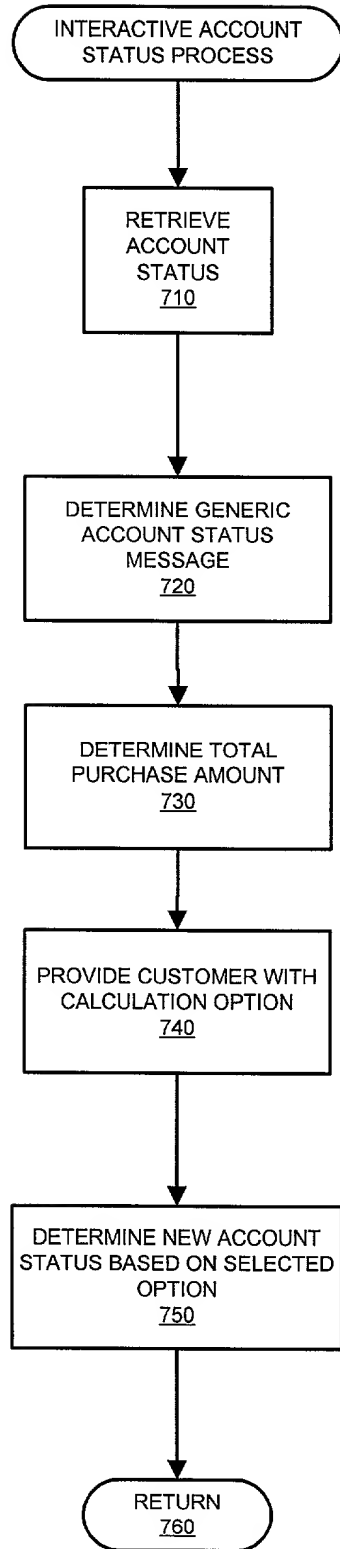 INTERACTIVE ACCOUNT
STATUS PROCESS
RETRIEVE
ACCOUNT
STATUS
710
DETERMINE GENERIC
ACCOUNT STATUS
MESSAGE
720
DETERMINE TOTAL
PURCHASE AMOUNT
730
PROVIDE CUSTOMER WITH
CALCULATION OPTION
740
DETERMINE NEW ACCOUNT
STATUS BASED ON SELECTED
OPTION
750
RETURN
760